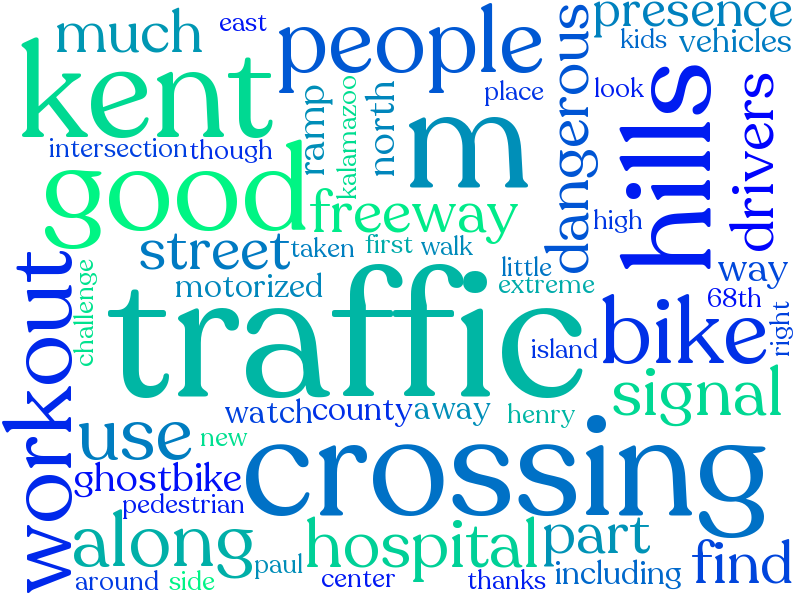 presence
much
east
people
kids
vehicles
kent
place
look
dangerous
hills
drivers
ramp
kalamazoo
north
m
intersection
though
good
freeway
high
street
taken
first
walk
way
workout
challenge
motorized
little
extreme
68th
right
traffic
island
bike
signal
watch
county
away
henry
use
new
ghostbike
crossing
pedestrian
along
paul
hospital
part
find
around
side
center
thanks
including